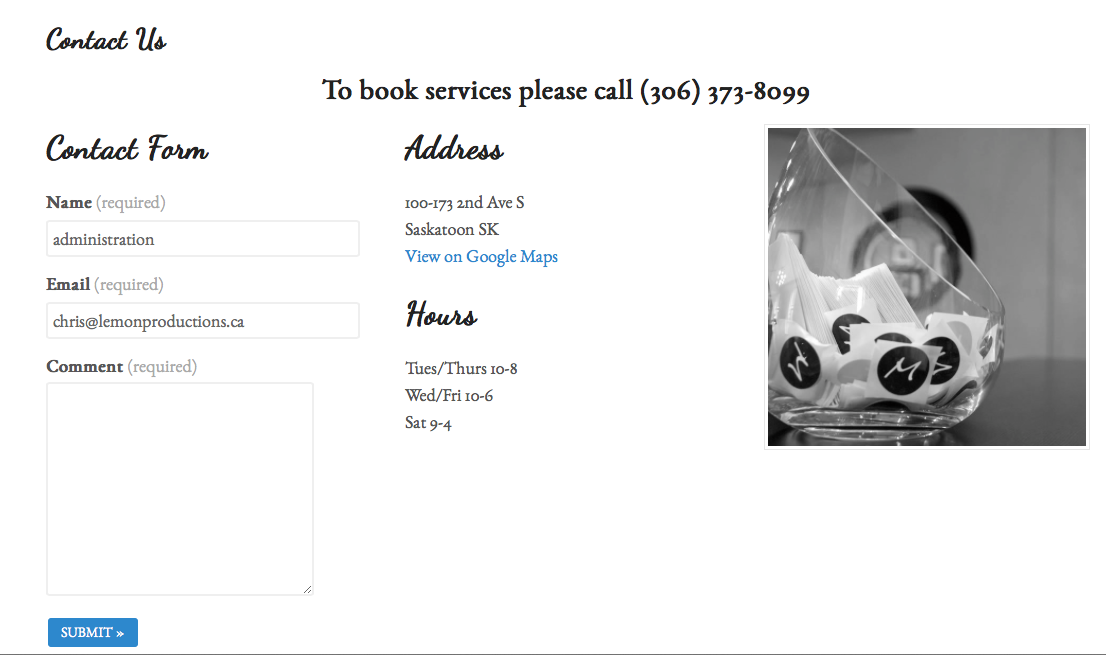 Contact Us
To book services please call (306) 373-8099
Contact Form
Name (required)
administration
Email (required)
chris@lemonproductions.ca
Comment (required)
SUBMIT »
Address
100-173 2nd Ave S
Saskatoon SK
View on Google Maps
Hours
Tues/Thurs 10-8
Wed/Fri 10-6
Sat 9-4